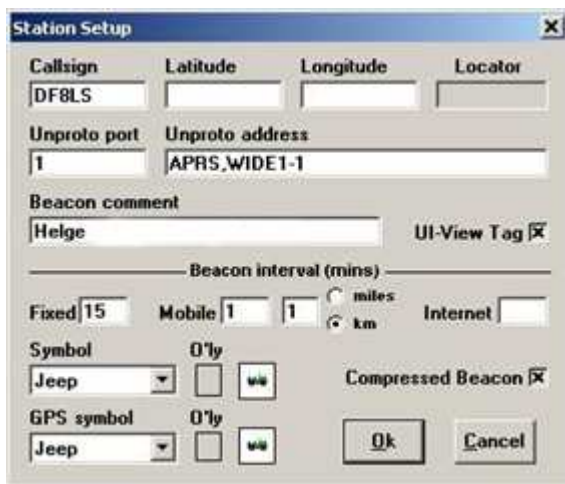 Station Setup
Callsign Latitude Longitude Locator
DF8LS
Unproto port Unproto address
1 APRS,WIDE1-1
Beacon comment
Helge UI-View Tag
Beacon interval (mins)
Fixed 15 Mobile 1 1 miles km Internet
Symbol O'ly
Jeep Compressed Beacon
GPS symbol O'ly
Jeep Ok Cancel